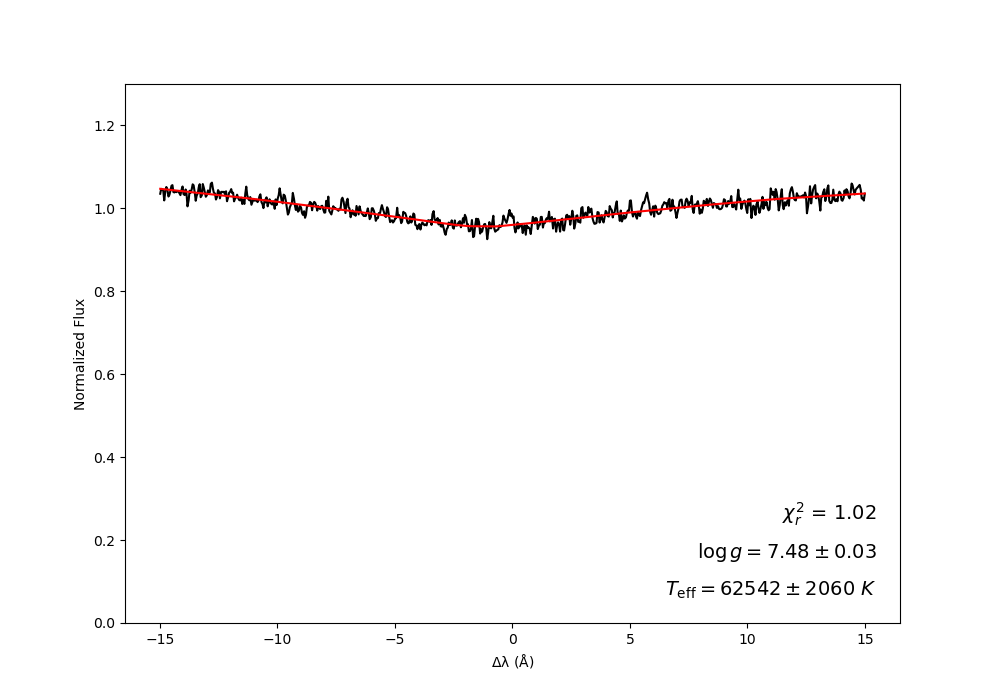 1.2
1.0
0.8
0.6
0.4
0.2
0.0
Normalized Flux
χ²ᵣ = 1.02
log g = 7.48 ± 0.03
T_eff = 62542 ± 2060 K
−15 −10 −5 0 5 10 15
Δλ (Å)